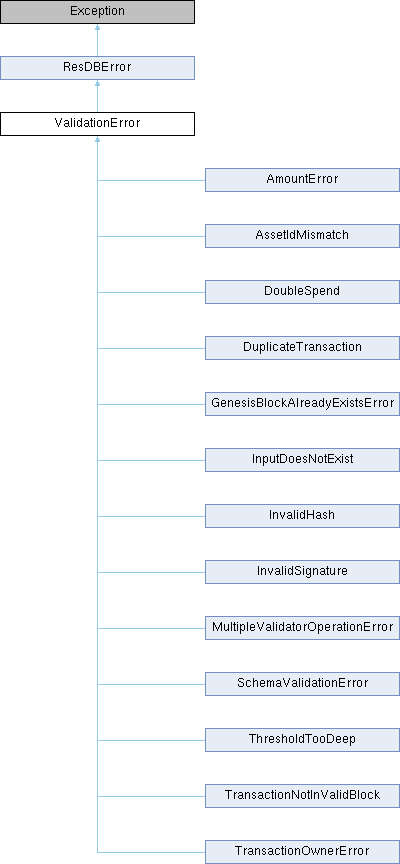 Exception
ResDBError
ValidationError
AmountError
AssetIdMismatch
DoubleSpend
DuplicateTransaction
GenesisBlockAlreadyExistsError
InputDoesNotExist
InvalidHash
InvalidSignature
MultipleValidatorOperationError
SchemaValidationError
ThresholdTooDeep
TransactionNotInValidBlock
TransactionOwnerError